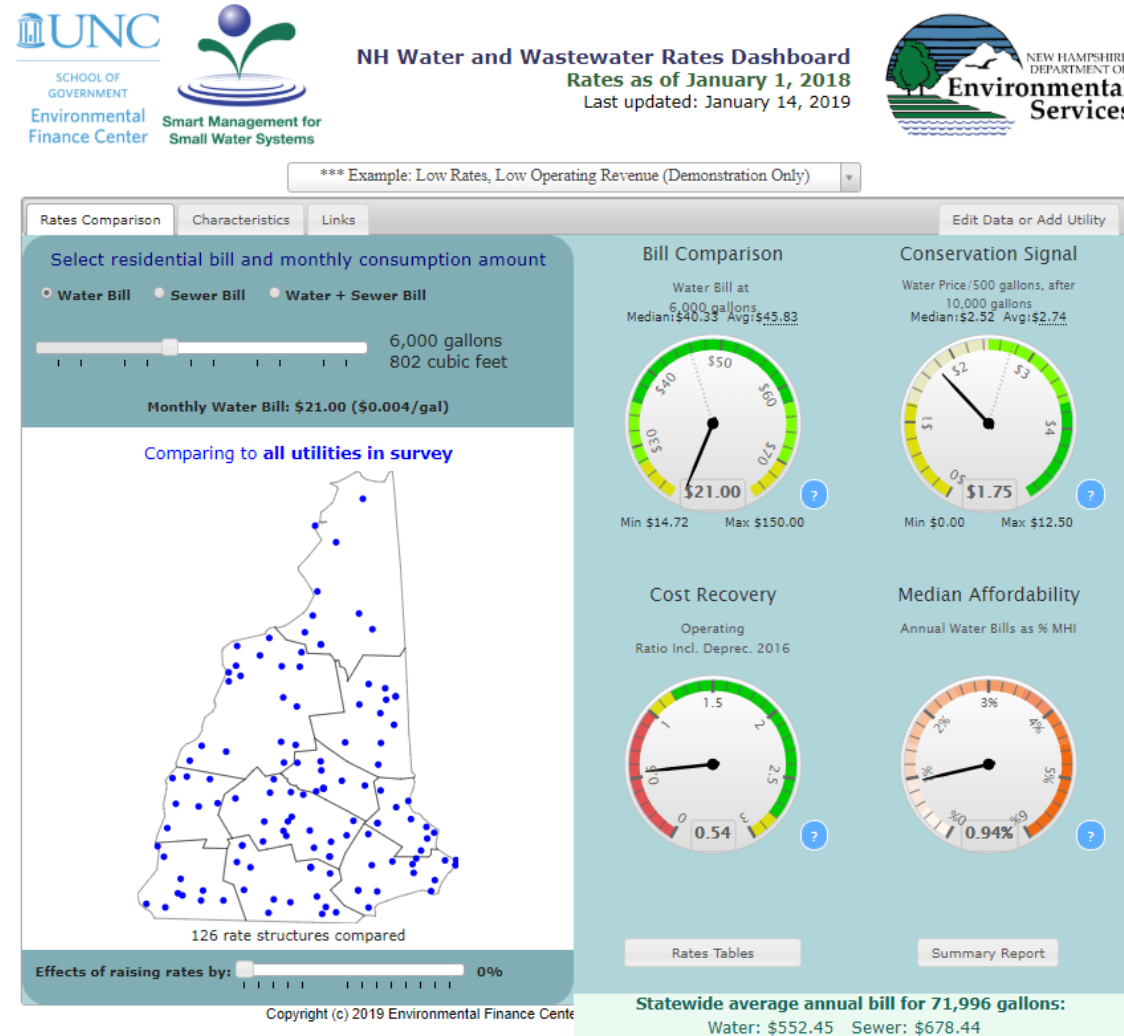 UNC
SCHOOL OF
GOVERNMENT
Environmental
Finance Center
Smart Management for
Small Water Systems
NH Water and Wastewater Rates Dashboard
Rates as of January 1, 2018
Last updated: January 14, 2019
NEW HAMPSHIRE
DEPARTMENT OF
Environmental
Services
*** Example: Low Rates, Low Operating Revenue (Demonstration Only)
Rates Comparison Characteristics Links Edit Data or Add Utility
Select residential bill and monthly consumption amount
Water Bill Sewer Bill Water + Sewer Bill
6,000 gallons
802 cubic feet
Monthly Water Bill: $21.00 ($0.004/gal)
Comparing to all utilities in survey
126 rate structures compared
Effects of raising rates by: 0%
Copyright (c) 2019 Environmental Finance Cente
Bill Comparison
Water Bill at
6,000 gallons
Median:$40.33 Avg:$45.83
$30 $40 $50 $60 $70
$21.00
?
Min $14.72 Max $150.00
Conservation Signal
Water Price/500 gallons, after
10,000 gallons
Median:$2.52 Avg:$2.74
$0 $1 $2 $3 $4
$1.75
?
Min $0.00 Max $12.50
Cost Recovery
Operating
Ratio Incl. Deprec. 2016
0 0.5 1 1.5 2 2.5 3
0.54
?
Median Affordability
Annual Water Bills as % MHI
0% 1% 2% 3% 4% 5% 6%
0.94%
?
Rates Tables Summary Report
Statewide average annual bill for 71,996 gallons:
Water: $552.45 Sewer: $678.44